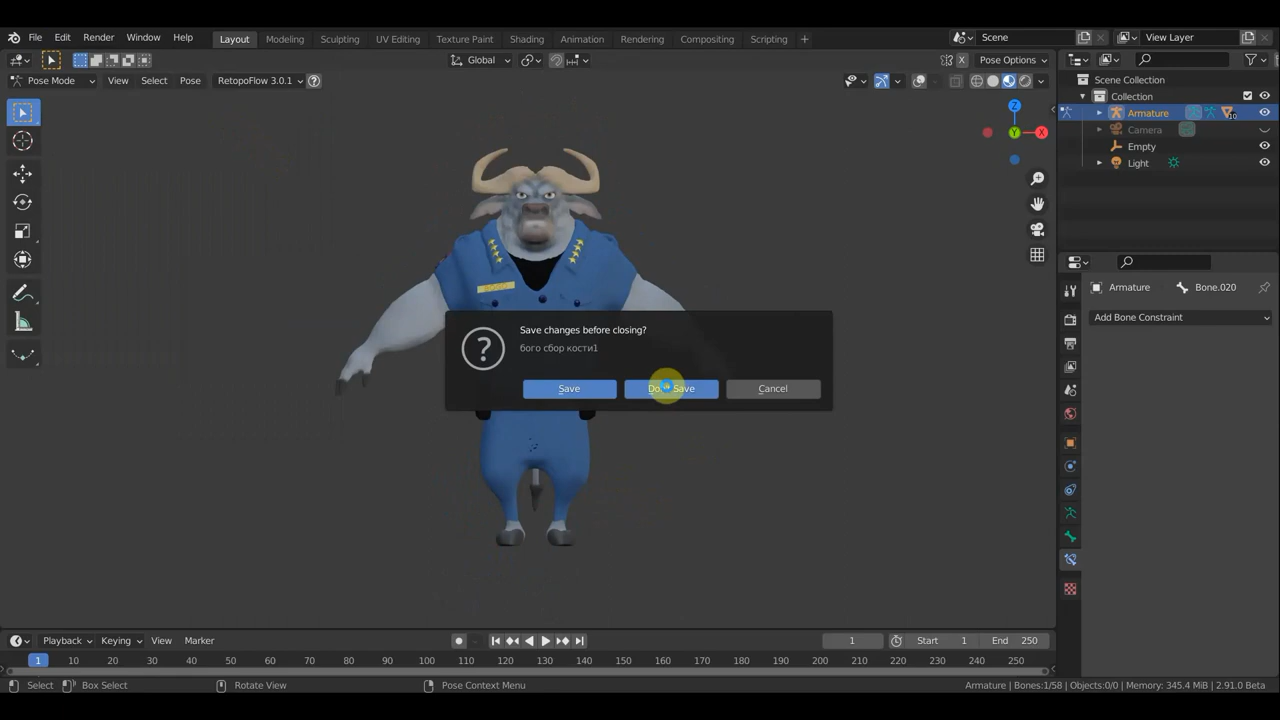 File Edit Render Window Help Layout Modeling Sculpting UV Editing Texture Paint Shading Animation Rendering Compositing Scripting + Scene View Layer
Global X Pose Options
Pose Mode View Select Pose RetopoFlow 3.0.1
Scene Collection
Collection
Armature 10
Camera
Empty
Light
Z
Y X
Armature Bone.020
Add Bone Constraint
Save changes before closing?
бого сбор кости1
Save Save Cancel
Playback Keying View Marker 1 Start 1 End 250
1 10 20 30 40 50 60 70 80 90 100 110 120 130 140 150 160 170 180 190 200 210 220 230 240 250
Select Box Select Rotate View Pose Context Menu Armature | Bones:1/58 | Objects:0/0 | Memory: 345.4 MiB | 2.91.0 Beta